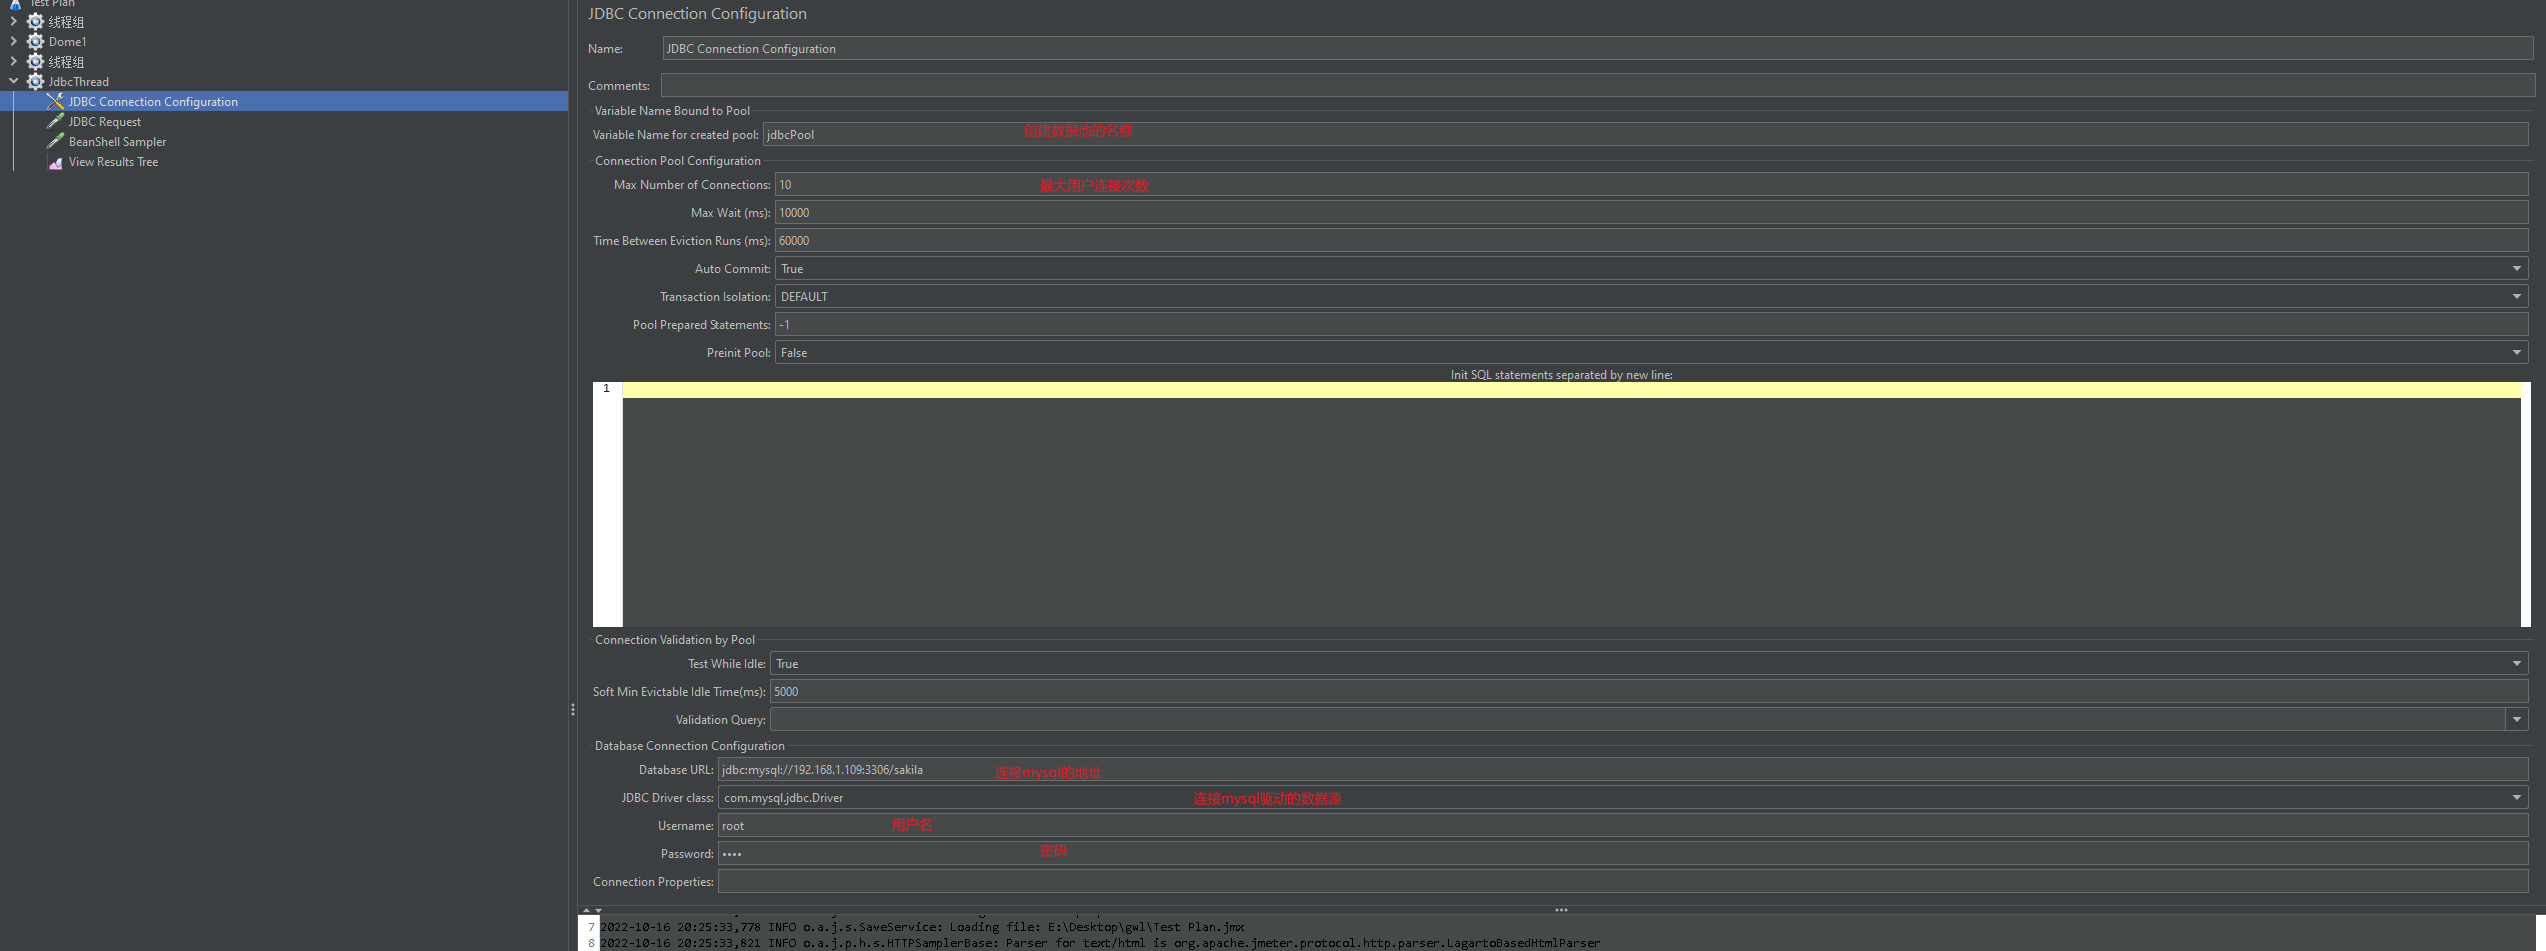 Test Plan
线程组
Dome1
线程组
JdbcThread
JDBC Connection Configuration
JDBC Request
BeanShell Sampler
View Results Tree
JDBC Connection Configuration
Name: JDBC Connection Configuration
Comments:
Variable Name Bound to Pool
Variable Name for created pool: jdbcPool 创建数据池的名称
Connection Pool Configuration
Max Number of Connections: 10 最大用户连接次数
Max Wait (ms): 10000
Time Between Eviction Runs (ms): 60000
Auto Commit: True
Transaction Isolation: DEFAULT
Pool Prepared Statements: -1
Preinit Pool: False
Init SQL statements separated by new line:
1
Connection Validation by Pool
Test While Idle: True
Soft Min Evictable Idle Time(ms): 5000
Validation Query:
Database Connection Configuration
Database URL: jdbc:mysql://192.168.1.109:3306/sakila 连接mysql的地址
JDBC Driver class: com.mysql.jdbc.Driver 连接mysql驱动的数据源
Username: root 用户名
Password: •••• 密码
Connection Properties:
7 2022-10-16 20:25:33,778 INFO o.a.j.s.SaveService: Loading file: E:\Desktop\gwl\Test Plan.jmx
8 2022-10-16 20:25:33,821 INFO o.a.j.p.h.s.HTTPSamplerBase: Parser for text/html is org.apache.jmeter.protocol.http.parser.LagartoBasedHtmlParser